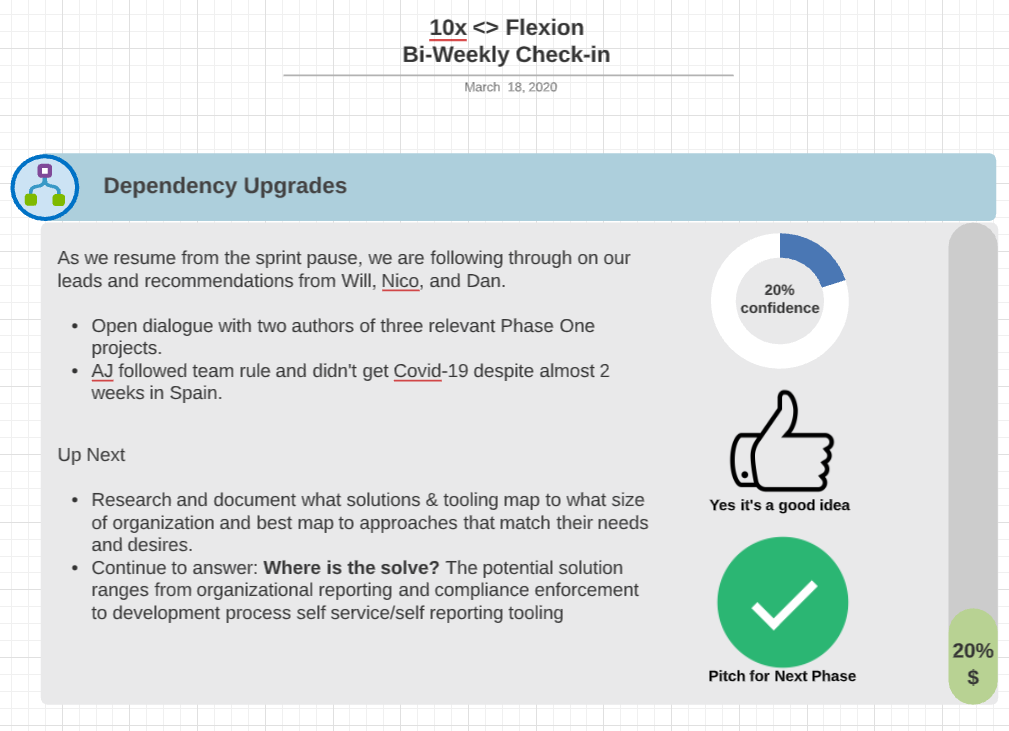 10x <> Flexion
Bi-Weekly Check-in
March 18, 2020
Dependency Upgrades
As we resume from the sprint pause, we are following through on our
leads and recommendations from Will, Nico, and Dan.
• Open dialogue with two authors of three relevant Phase One
projects.
• AJ followed team rule and didn't get Covid-19 despite almost 2
weeks in Spain.
Up Next
• Research and document what solutions & tooling map to what size
of organization and best map to approaches that match their needs
and desires.
• Continue to answer: Where is the solve? The potential solution
ranges from organizational reporting and compliance enforcement
to development process self service/self reporting tooling
20%
confidence
Yes it's a good idea
Pitch for Next Phase
20%
$